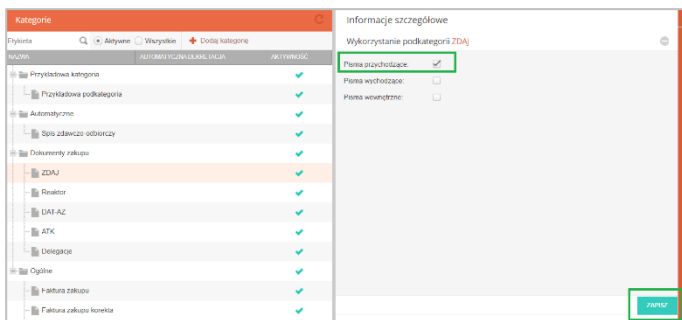 Kategorie
Etykieta Aktywne Wszystkie Dodaj kategorię
NAZWA AUTOMATYCZNA DEKRETACJA AKTYWNOŚĆ
Przykładowa kategoria
Przykładowa podkategoria
Automatyczne
Spis zdawczo-odbiorczy
Dokumenty zakupu
ZDAJ
Reaktor
DAT-AZ
ATK
Delegacje
Ogólne
Faktura zakupu
Faktura zakupu korekta
Informacje szczegółowe
Wykorzystanie podkategorii ZDAJ
Pisma przychodzące:
Pisma wychodzące:
Pisma wewnętrzne:
ZAPISZ